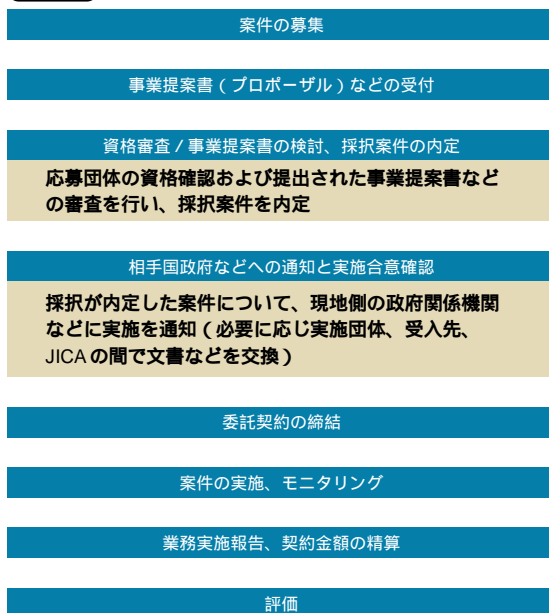 案件の募集
事業提案書（プロポーザル）などの受付
資格審査／事業提案書の検討、採択案件の内定
応募団体の資格確認および提出された事業提案書など
の審査を行い、採択案件を内定
相手国政府などへの通知と実施合意確認
採択が内定した案件について、現地側の政府関係機関
などに実施を通知（必要に応じ実施団体、受入先、
JICAの間で文書などを交換）
委託契約の締結
案件の実施、モニタリング
業務実施報告、契約金額の精算
評価